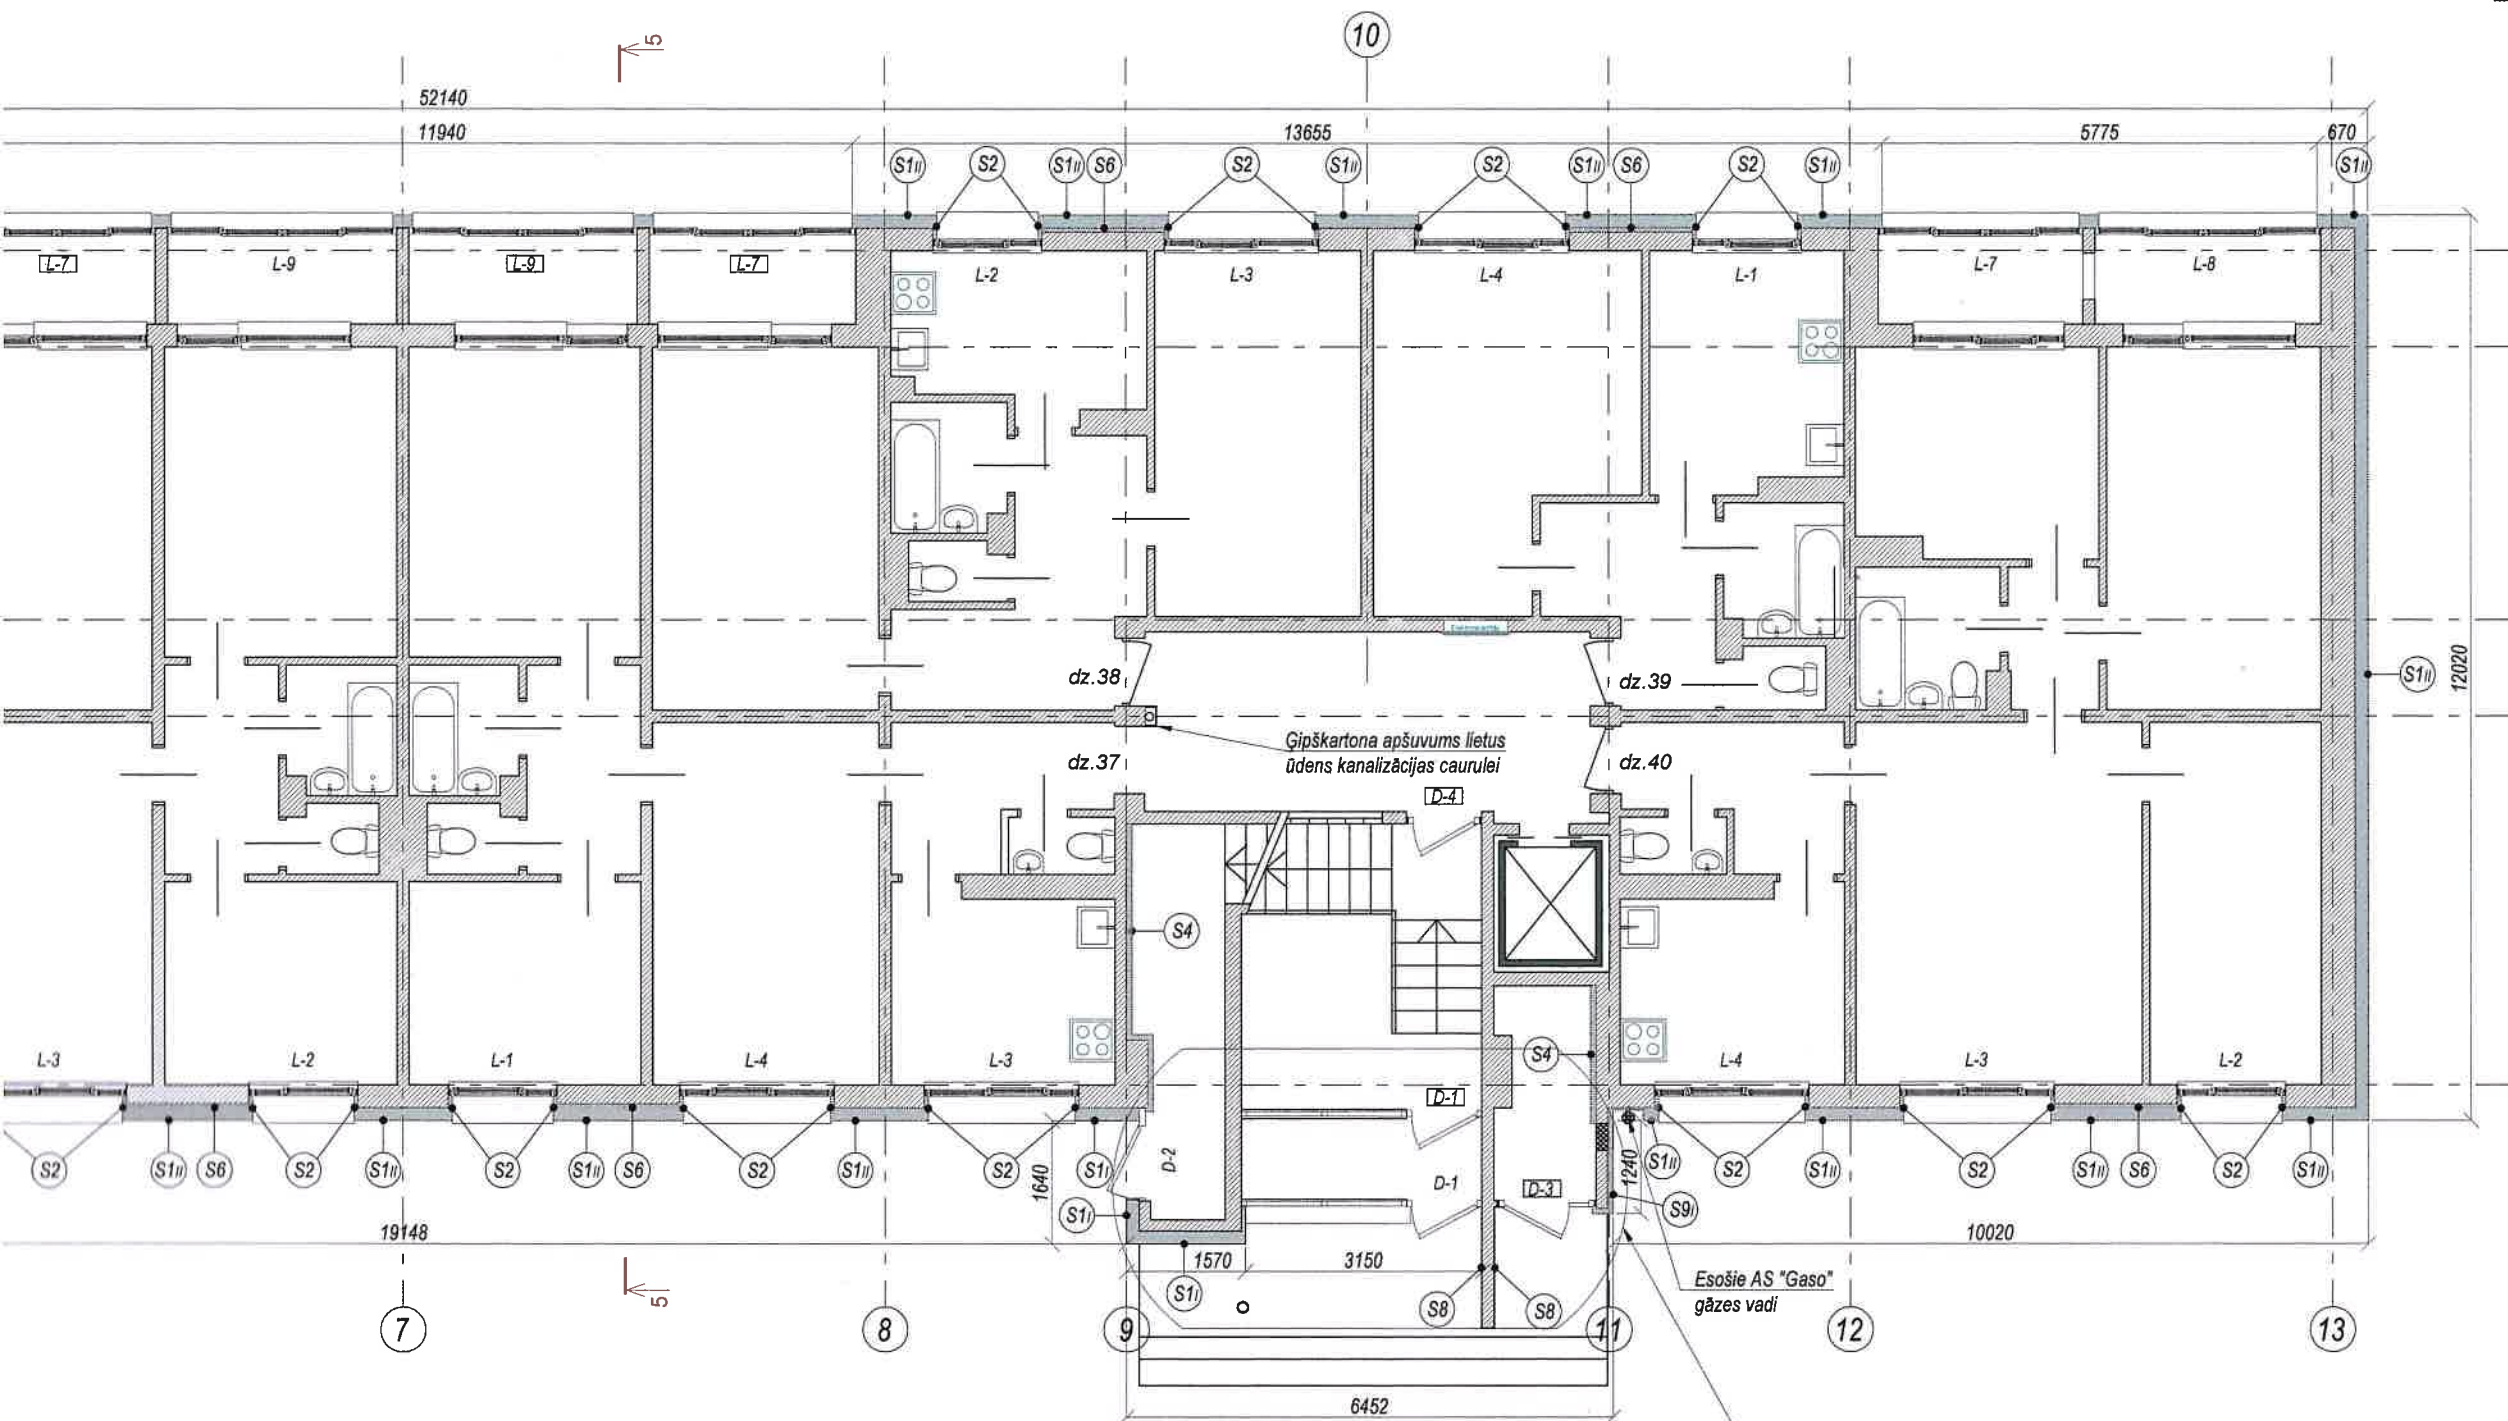 10
5
52140
11940
13655
5775
670
S1II
S2
S1II
S6
S2
S1II
S2
S1II
S6
S2
S1II
S1II
L-7
L-9
L-9
L-7
L-2
L-3
L-4
L-1
L-7
L-8
dz.38
dz.39
S1II
12020
Ģipškartona apšuvums lietus
ūdens kanalizācijas caurulei
dz.37
dz.40
D-4
S4
S4
L-3
L-2
L-1
L-4
L-3
L-4
L-3
L-2
D-1
S2
S1II
S6
S2
S1II
S2
S1II
S6
S2
S1II
S2
S1I
D-2
D-1
D-3
1240
S1II
S2
S1II
S2
S1II
S6
S2
S1II
1640
S1I
S9I
19148
10020
1570
3150
S1I
S8
S8
Esošie AS "Gaso"
gāzes vadi
5
7
8
9
11
12
13
6452